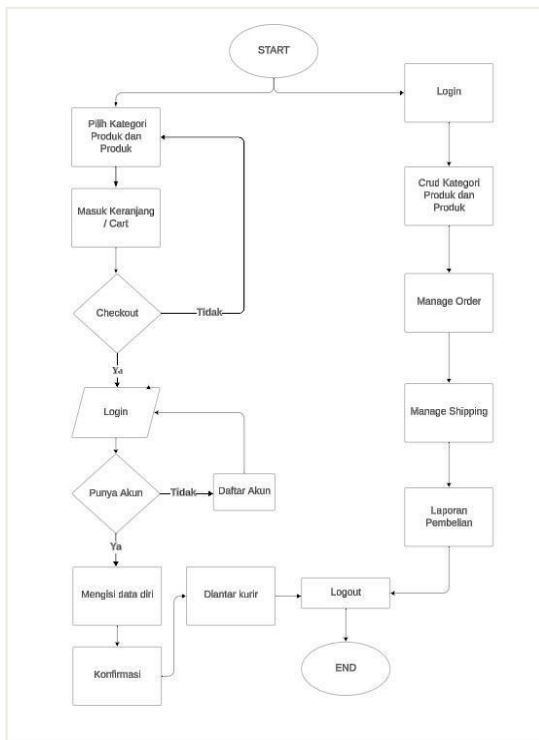 START
Login
Pilih Kategori
Produk dan
Produk
Crud Kategori
Produk dan
Produk
Masuk Keranjang
/ Cart
Manage Order
Checkout
Tidak
Ya
Login
Manage Shipping
Punya Akun
Tidak
Daftar Akun
Laporan
Pembelian
Ya
Mengisi data diri
Diantar kurir
Logout
Konfirmasi
END